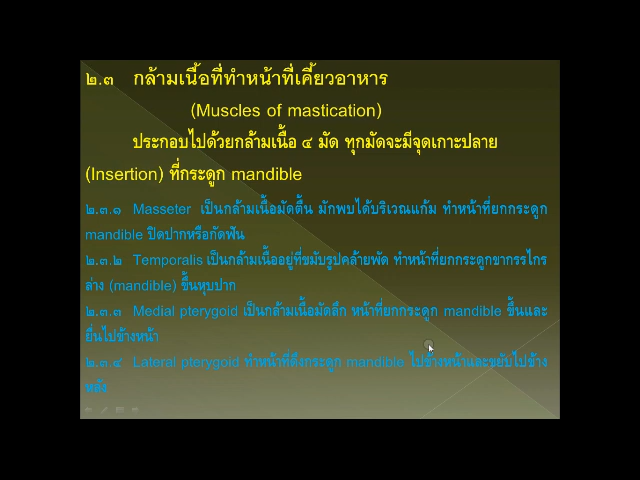 ๒.๓ กล้ามเนื้อที่ทำหน้าที่เคี้ยวอาหาร
(Muscles of mastication)
ประกอบไปด้วยกล้ามเนื้อ ๔ มัด ทุกมัดจะมีจุดเกาะปลาย
(Insertion) ที่กระดูก mandible
๒.๓.๑ Masseter เป็นกล้ามเนื้อมัดตื้น มักพบได้บริเวณแก้ม ทำหน้าที่ยกกระดูก
mandible ปิดปากหรือกัดฟัน
๒.๓.๒ Temporalis เป็นกล้ามเนื้ออยู่ที่ขมับรูปคล้ายพัด ทำหน้าที่ยกกระดูกขากรรไกร
ล่าง (mandible) ขึ้นหุบปาก
๒.๓.๓ Medial pterygoid เป็นกล้ามเนื้อมัดลึก หน้าที่ยกกระดูก mandible ขึ้นและ
ยื่นไปข้างหน้า
๒.๓.๔ Lateral pterygoid ทำหน้าที่ดึงกระดูก mandible ไปข้างหน้าและขยับไปข้าง
หลัง